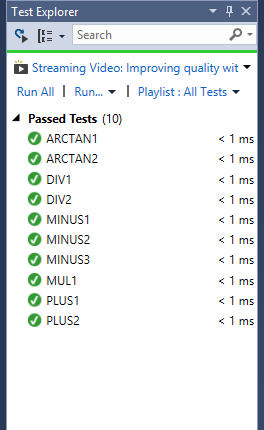 Test Explorer
Search
Streaming Video: Improving quality wit
Run All | Run... | Playlist : All Tests
Passed Tests (10)
ARCTAN1 < 1 ms
ARCTAN2 < 1 ms
DIV1 < 1 ms
DIV2 < 1 ms
MINUS1 < 1 ms
MINUS2 < 1 ms
MINUS3 < 1 ms
MUL1 < 1 ms
PLUS1 < 1 ms
PLUS2 < 1 ms